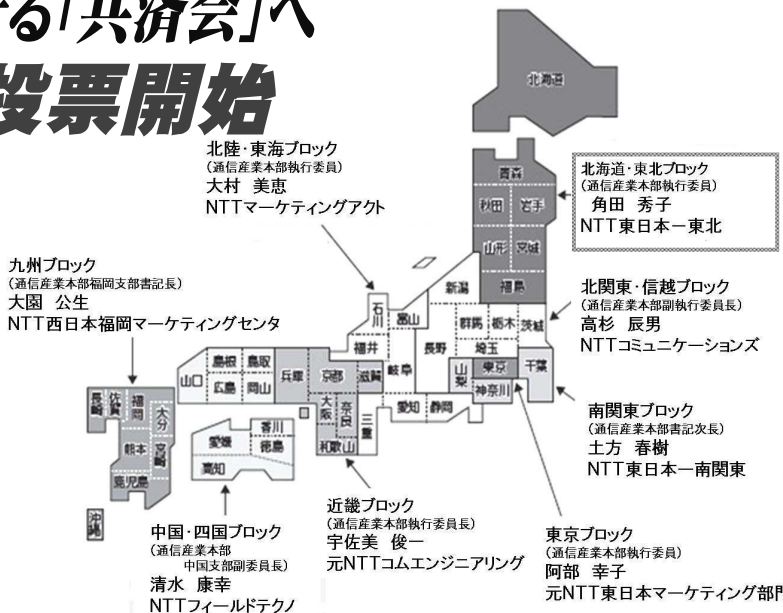 る「共済会」へ
投票開始
北陸・東海ブロック
(通信産業本部執行委員)
大村 美恵
NTTマーケティングアクト
北海道・東北ブロック
(通信産業本部執行委員)
角田 秀子
NTT東日本ー東北
九州ブロック
(通信産業本部福岡支部書記長)
大園 公生
NTT西日本福岡マーケティングセンタ
北関東・信越ブロック
(通信産業本部副執行委員長)
高杉 辰男
NTTコミュニケーションズ
南関東ブロック
(通信産業本部書記次長)
土方 春樹
NTT東日本ー南関東
中国・四国ブロック
(通信産業本部
中国支部副委員長)
清水 康幸
NTTフィールドテクノ
近畿ブロック
(通信産業本部執行委員長)
宇佐美 俊一
元NTTコムエンジニアリング
東京ブロック
(通信産業本部執行委員)
阿部 幸子
元NTT東日本マーケティング部門
北海道
青森
秋田 岩手
山形 宮城
福島
新潟
石川 富山
群馬 栃木 茨城
福井 岐阜 長野 埼玉
山梨 東京 千葉
神奈川
愛知 静岡
島根 鳥取 兵庫 京都 滋賀
山口 広島 岡山
大阪 奈良 三重
和歌山
愛媛 香川
徳島
高知
長崎 佐賀 福岡 大分
熊本 宮崎
鹿児島
沖縄